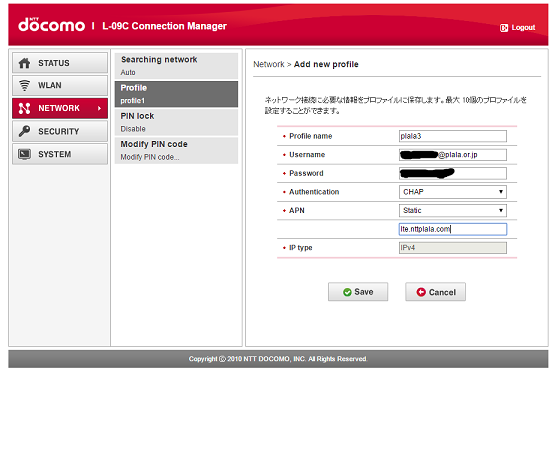 NTT
döcomo L-09C Connection Manager
Logout
STATUS
WLAN
NETWORK
SECURITY
SYSTEM
Searching network
Auto
Profile
profile1
PIN lock
Disable
Modify PIN code
Modify PIN code...
Network > Add new profile
ネットワーク接続に必要な情報をプロファイルに保存します。最大 10個のプロファイルを
設定することができます。
Profile name plala3
Username @plala.or.jp
Password
Authentication CHAP
APN Static
lte.nttplala.com
IP type IPv4
Save Cancel
Copyright ⓒ 2010 NTT DOCOMO, INC. All Rights Reserved.